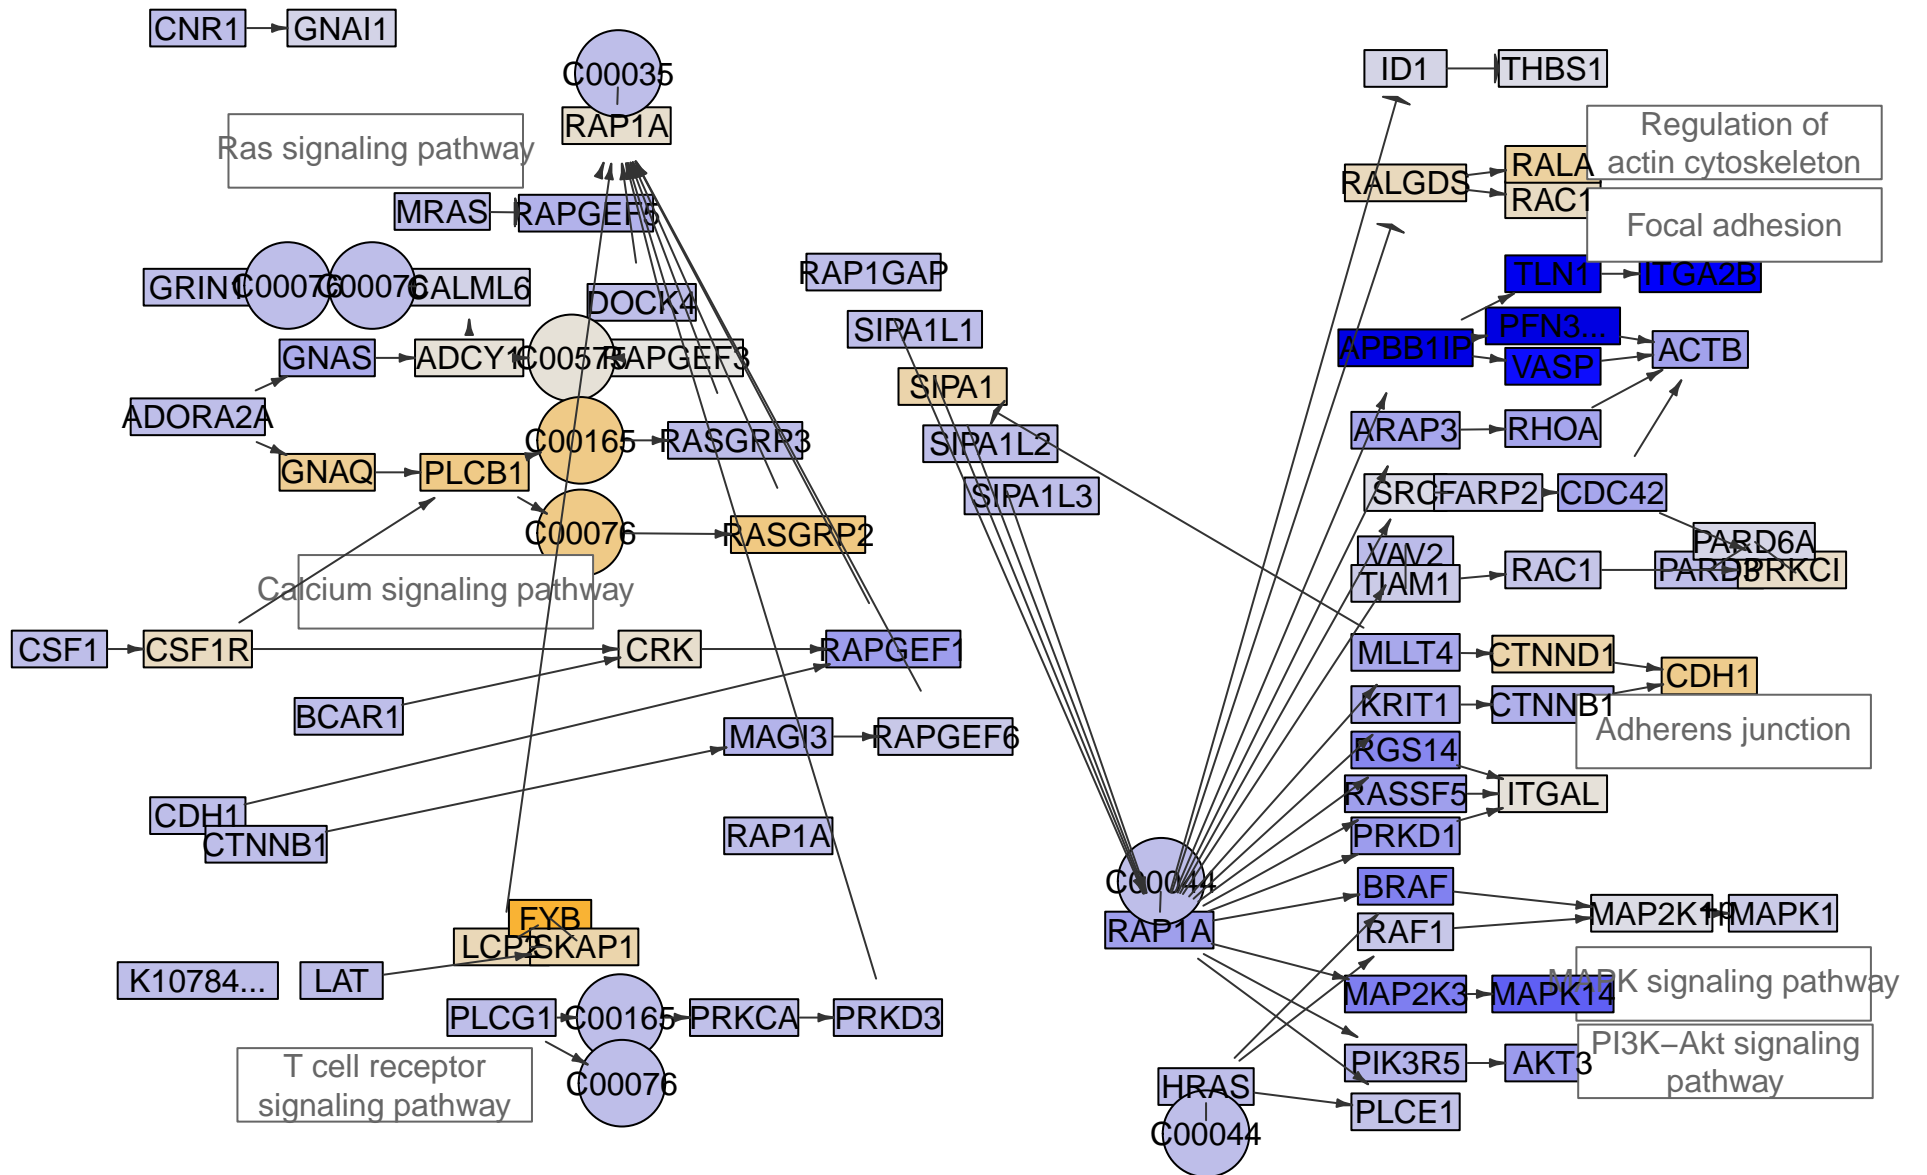 CNR1
GNAI1
C00035
RAP1A
Ras signaling pathway
MRAS
RAPGEF5
GRIN1
C00076
C00076
CALML6
DOCK4
GNAS
ADCY1
C00575
RAPGEF3
ADORA2A
GNAQ
PLCB1
C00165
RASGRP3
C00076
RASGRP2
Calcium signaling pathway
CSF1
CSF1R
CRK
RAPGEF1
BCAR1
MAGI3
RAPGEF6
CDH1
CTNNB1
RAP1A
FYB
LCP2
SKAP1
K10784...
LAT
PLCG1
C00165
PRKCA
PRKD3
C00076
T cell receptor
signaling pathway
RAP1GAP
SIPA1L1
SIPA1
SIPA1L2
SIPA1L3
C00044
RAP1A
HRAS
C00044
ID1
THBS1
Regulation of
actin cytoskeleton
RALGDS
RALA
RAC1
Focal adhesion
TLN1
ITGA2B
APBB1IP
PFN3...
VASP
ACTB
ARAP3
RHOA
SRC
FARP2
CDC42
VAV2
TIAM1
RAC1
PARD6A
PARD3
PRKCI
MLLT4
CTNND1
CDH1
KRIT1
CTNNB1
Adherens junction
RGS14
RASSF5
ITGAL
PRKD1
BRAF
RAF1
MAP2K1
+p
MAPK1
MAP2K3
MAPK14
MAPK signaling pathway
PIK3R5
AKT3
PI3K−Akt signaling
pathway
PLCE1